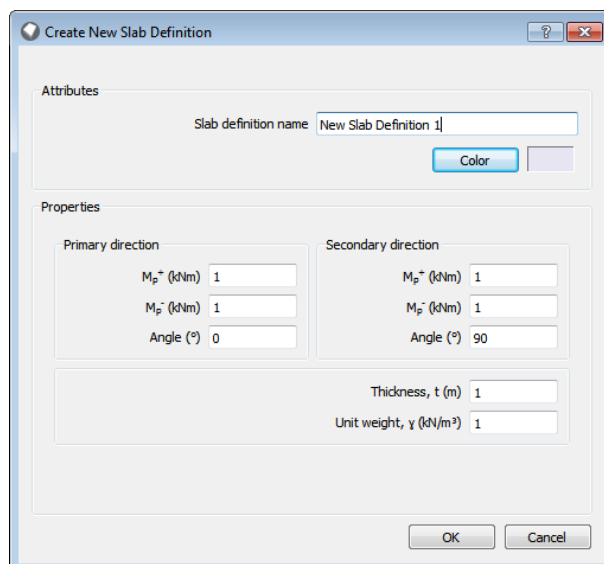 Create New Slab Definition
?
Attributes
Slab definition name New Slab Definition 1
Color
Properties
Primary direction Secondary direction
Mₚ⁺ (kNm) 1 Mₚ⁺ (kNm) 1
Mₚ⁻ (kNm) 1 Mₚ⁻ (kNm) 1
Angle (°) 0 Angle (°) 90
Thickness, t (m) 1
Unit weight, γ (kN/m³) 1
OK Cancel